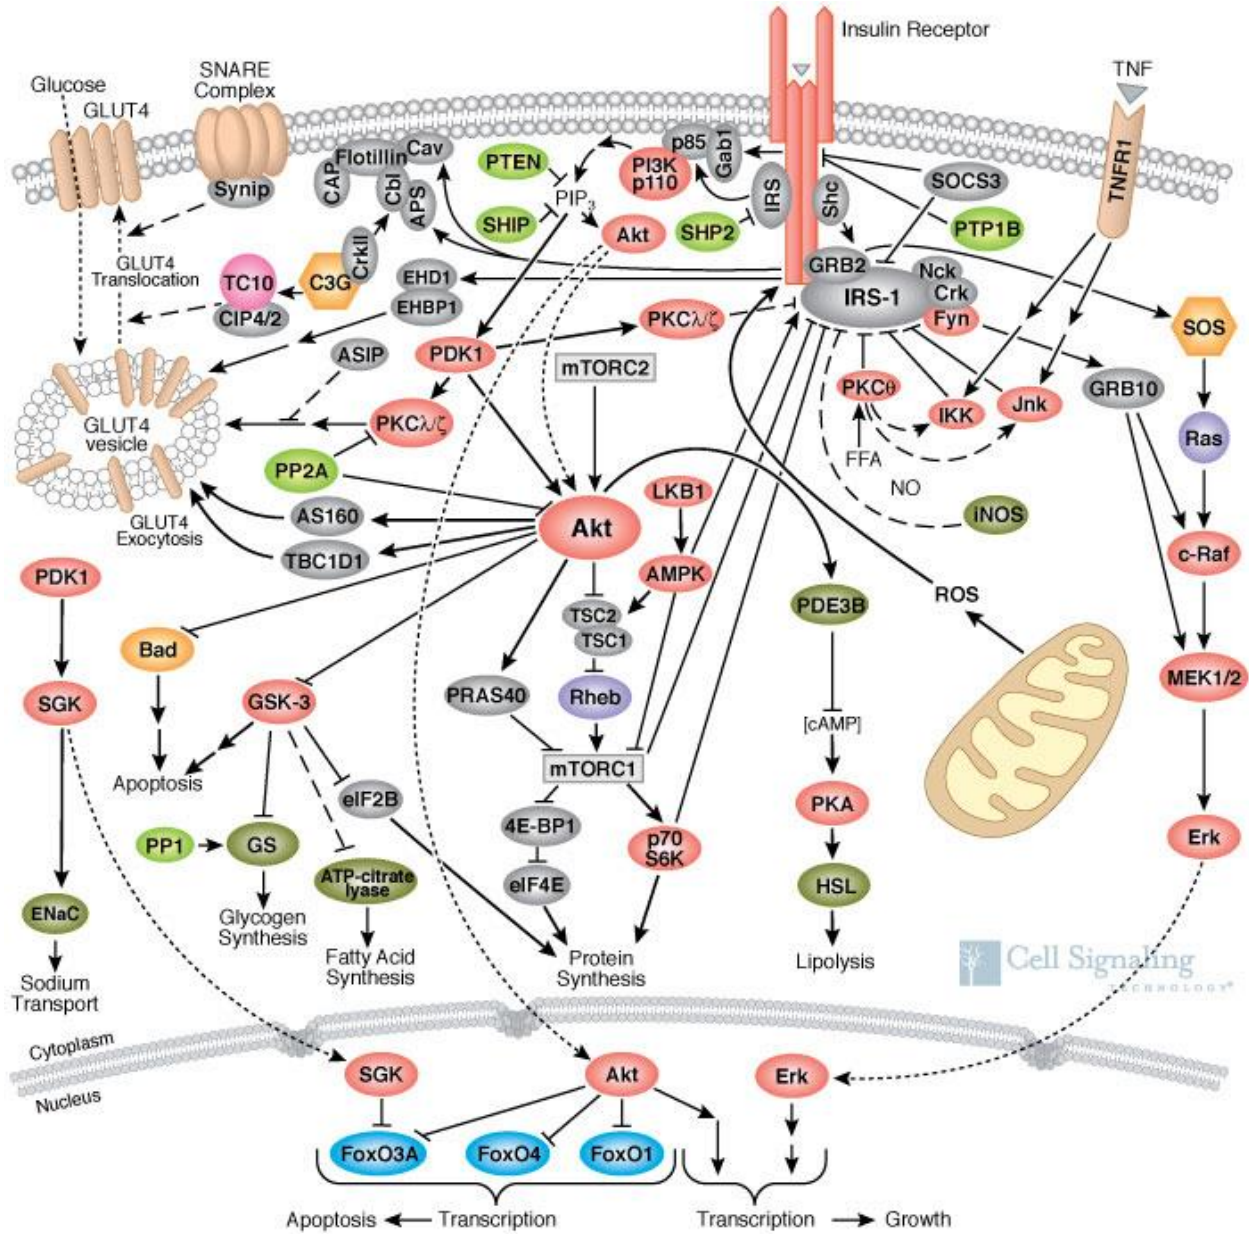 Insulin Receptor
Glucose
GLUT4
SNARE
Complex
TNF
TNFR1
Synip
CAP
Flotillin
Cav
Cbl
APS
CrkII
PTEN
SHIP
PIP3
PI3K
p110
p85
Gab1
SHP2
IRS
Shc
SOCS3
PTP1B
Akt
GLUT4
Translocation
TC10
CIP4/2
C3G
EHD1
EHBP1
GRB2
IRS-1
Nck
Crk
Fyn
SOS
ASIP
PDK1
PKCλ/ζ
mTORC2
PKCθ
IKK
Jnk
GRB10
Ras
GLUT4
vesicle
PKCλ/ζ
PP2A
FFA
NO
iNOS
LKB1
AS160
GLUT4
Exocytosis
TBC1D1
Akt
AMPK
c-Raf
PDK1
TSC2
TSC1
PDE3B
ROS
Bad
SGK
GSK-3
PRAS40
Rheb
MEK1/2
[cAMP]
Apoptosis
mTORC1
eIF2B
PKA
4E-BP1
p70
S6K
Erk
PP1
GS
ATP-citrate
lyase
eIF4E
HSL
ENaC
Glycogen
Synthesis
Fatty Acid
Synthesis
Protein
Synthesis
Lipolysis
Sodium
Transport
Cell Signaling
TECHNOLOGY®
Cytoplasm
Nucleus
SGK
Akt
Erk
FoxO3A
FoxO4
FoxO1
Apoptosis
Transcription
Transcription
Growth